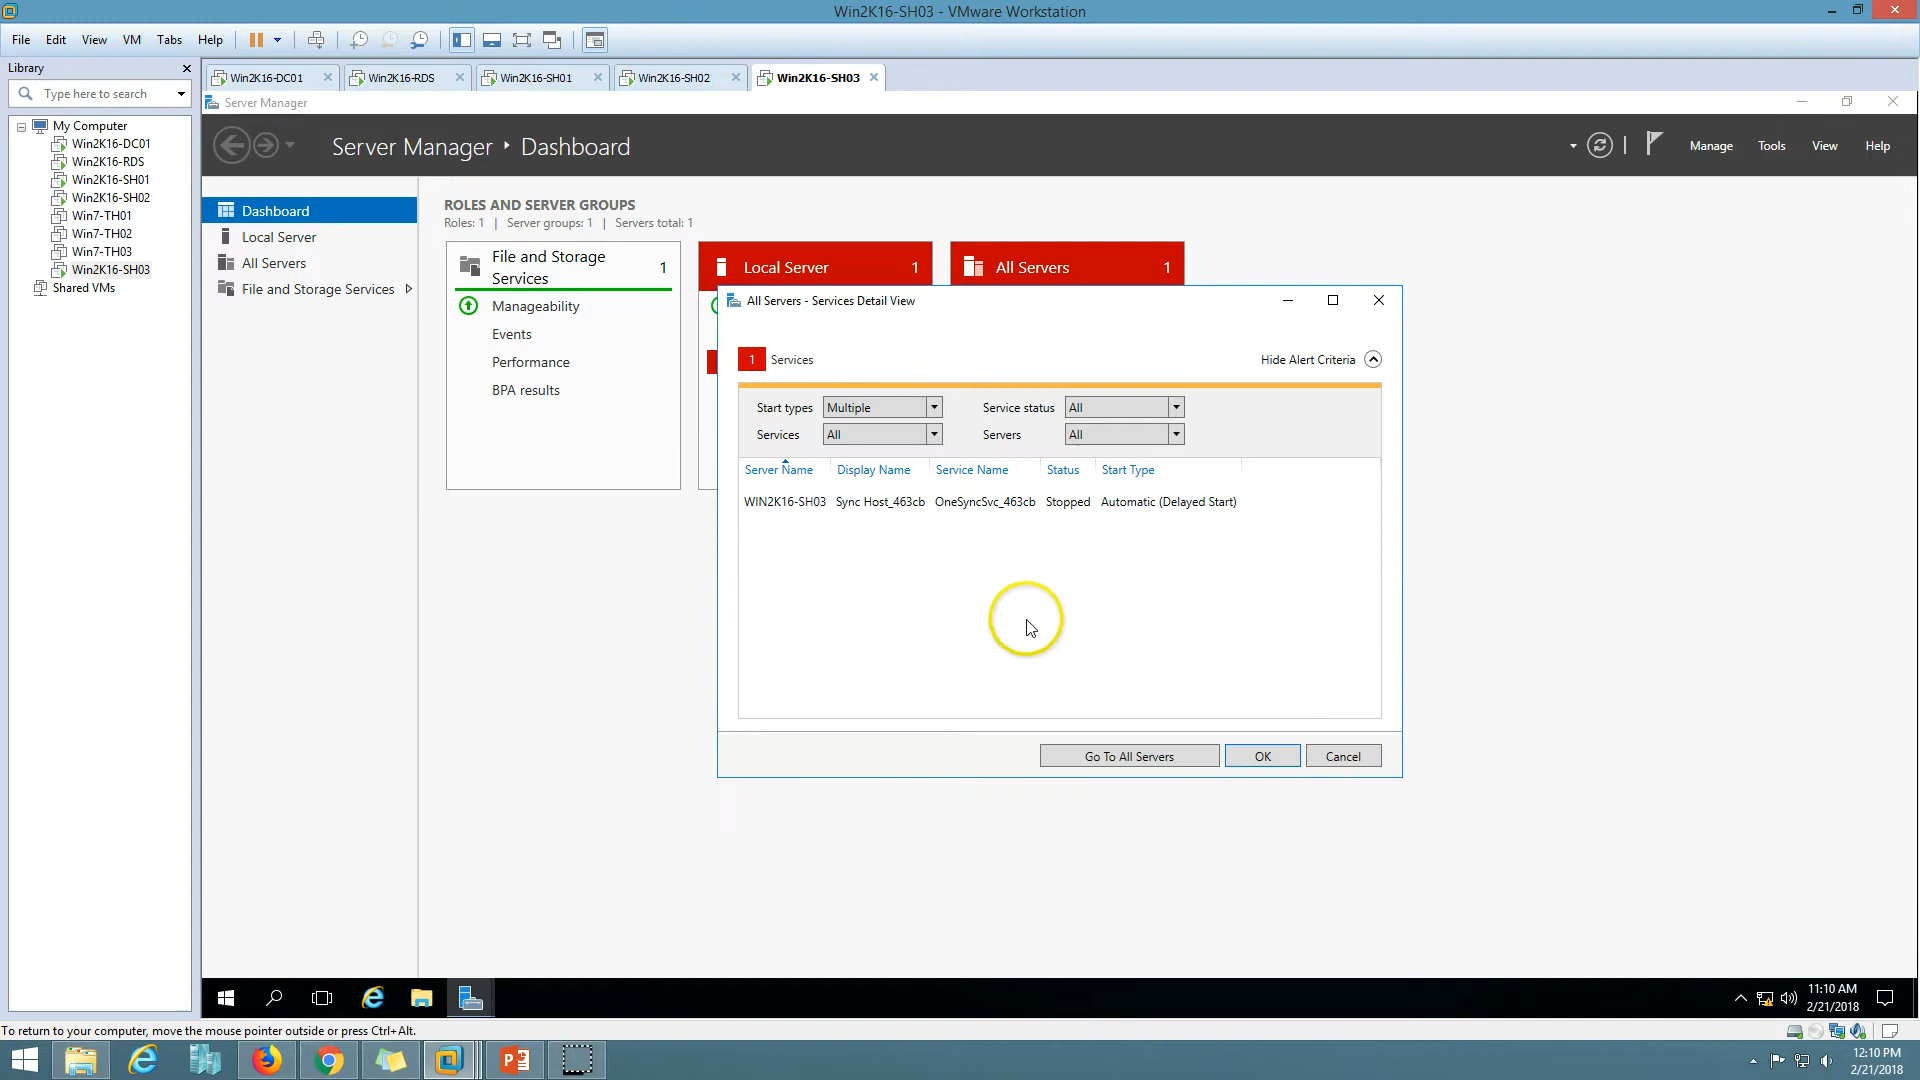 Win2K16-SH03 - VMware Workstation
File Edit View VM Tabs Help
Library
Type here to search
My Computer
Win2K16-DC01
Win2K16-RDS
Win2K16-SH01
Win2K16-SH02
Win7-TH01
Win7-TH02
Win7-TH03
Win2K16-SH03
Shared VMs
Win2K16-DC01 Win2K16-RDS Win2K16-SH01 Win2K16-SH02 Win2K16-SH03
Server Manager
Server Manager Dashboard
Manage Tools View Help
Dashboard
Local Server
All Servers
File and Storage Services
ROLES AND SERVER GROUPS
Roles: 1 | Server groups: 1 | Servers total: 1
File and Storage
Services
1
Manageability
Events
Performance
BPA results
Local Server 1
All Servers 1
All Servers - Services Detail View
1 Services
Hide Alert Criteria
Start types Multiple Service status All
Services All Servers All
Server Name Display Name Service Name Status Start Type
WIN2K16-SH03 Sync Host_463cb OneSyncSvc_463cb Stopped Automatic (Delayed Start)
Go To All Servers OK Cancel
11:10 AM
2/21/2018
To return to your computer, move the mouse pointer outside or press Ctrl+Alt.
12:10 PM
2/21/2018